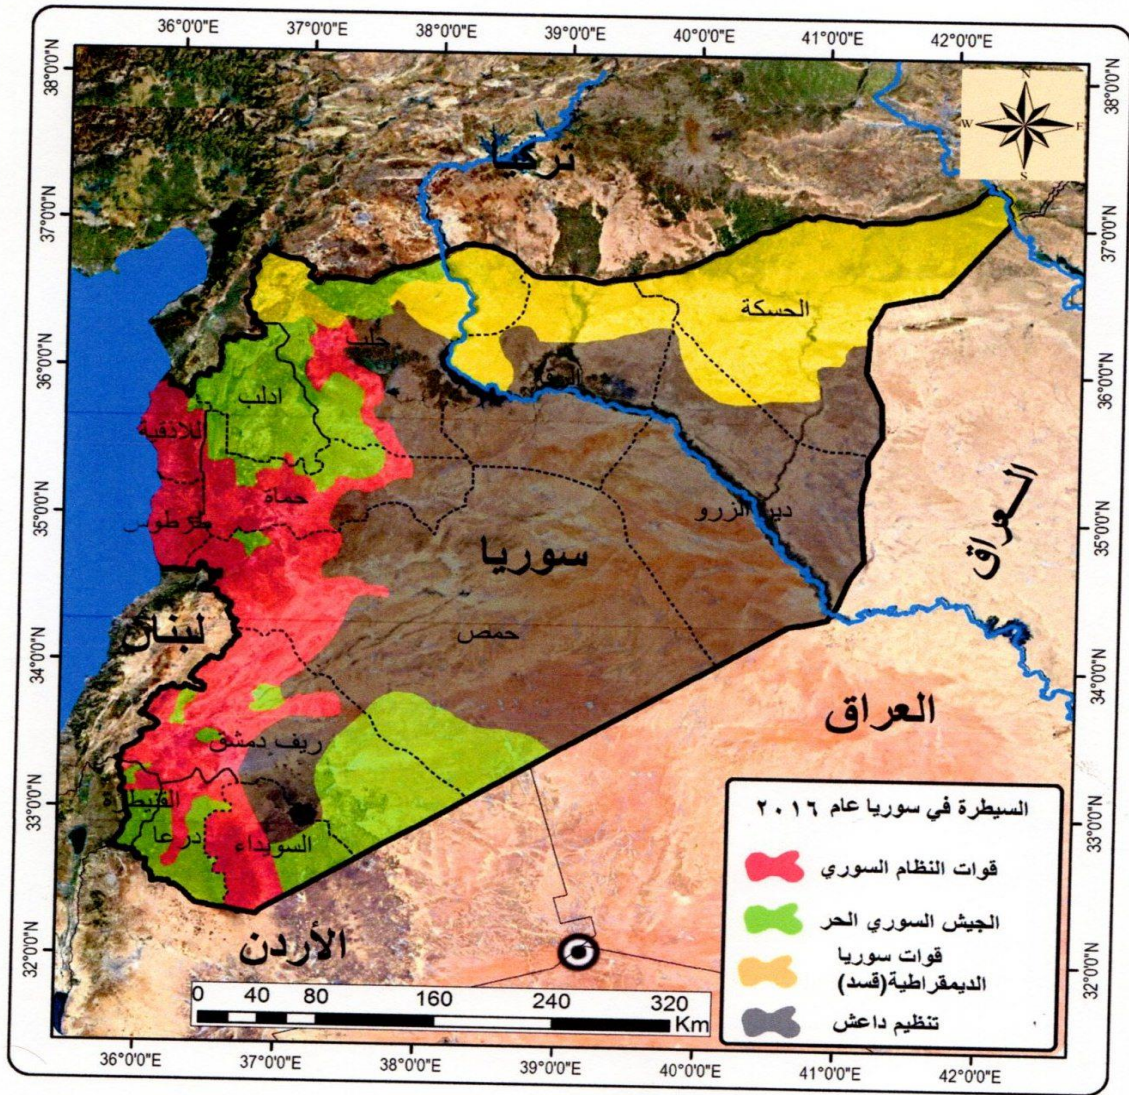 36°0'0"E 37°0'0"E 38°0'0"E 39°0'0"E 40°0'0"E 41°0'0"E 42°0'0"E
38°0'0"N
38°0'0"N
N
W E
S
تركيا
37°0'0"N
37°0'0"N
الحسكة
حلب
36°0'0"N
36°0'0"N
ادلب
اللاذقية
حماة
35°0'0"N
35°0'0"N
طرطوس
دير الزرو
العراق
سوريا
حمص
لبنان
34°0'0"N
34°0'0"N
العراق
ريف دمشق
القنيطرة
33°0'0"N
33°0'0"N
درعا
السويداء
السيطرة في سوريا عام ٢٠١٦
قوات النظام السوري
الجيش السوري الحر
قوات سوريا
الديمقراطية(قسد)
تنظيم داعش
الأردن
32°0'0"N
32°0'0"N
0 40 80 160 240 320
Km
36°0'0"E 37°0'0"E 38°0'0"E 39°0'0"E 40°0'0"E 41°0'0"E 42°0'0"E